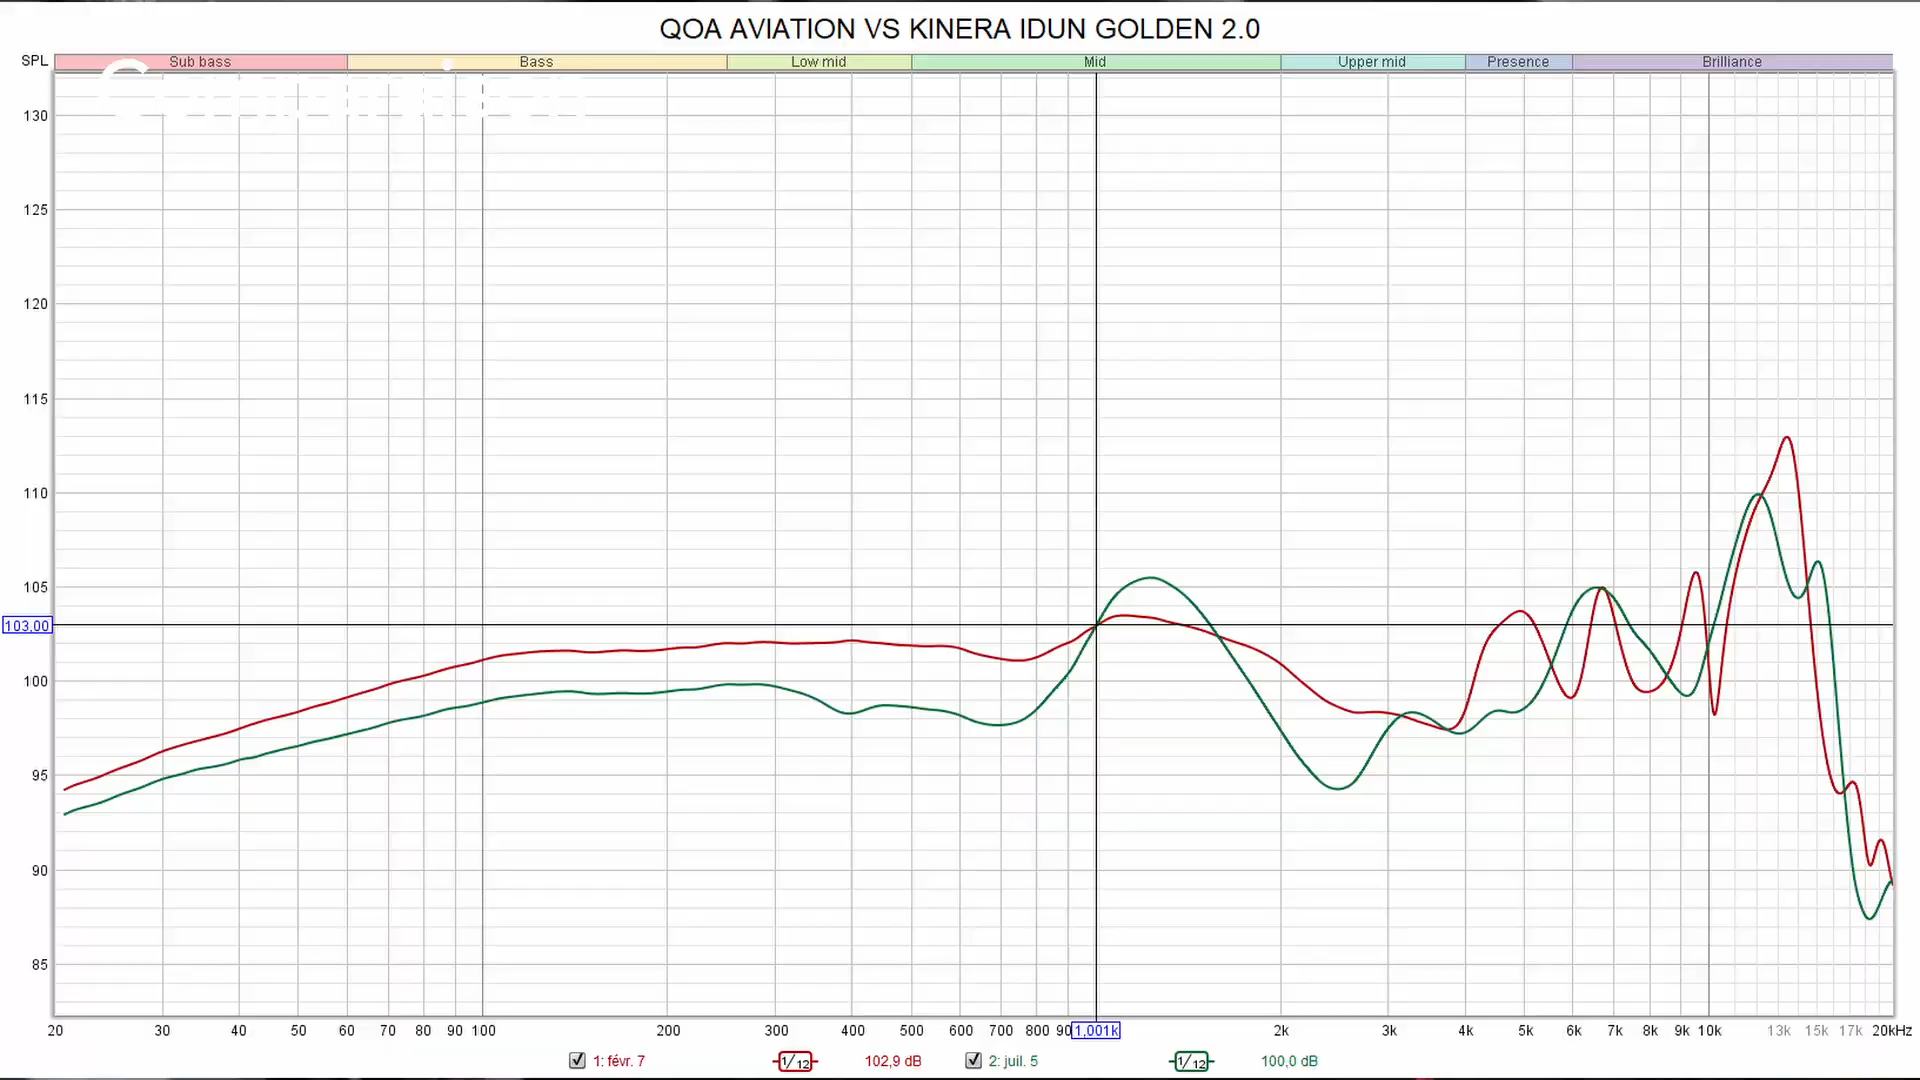 QOA AVIATION VS KINERA IDUN GOLDEN 2.0
SPL Sub bass Bass Low mid Mid Upper mid Presence Brilliance
130
125
120
115
110
105
103,00
100
95
90
85
20 30 40 50 60 70 80 90 100 200 300 400 500 600 700 800 90 1,001k 2k 3k 4k 5k 6k 7k 8k 9k 10k 13k 15k 17k 20kHz
1: févr. 7 1/12 102,9 dB 2: juil. 5 1/12 100,0 dB